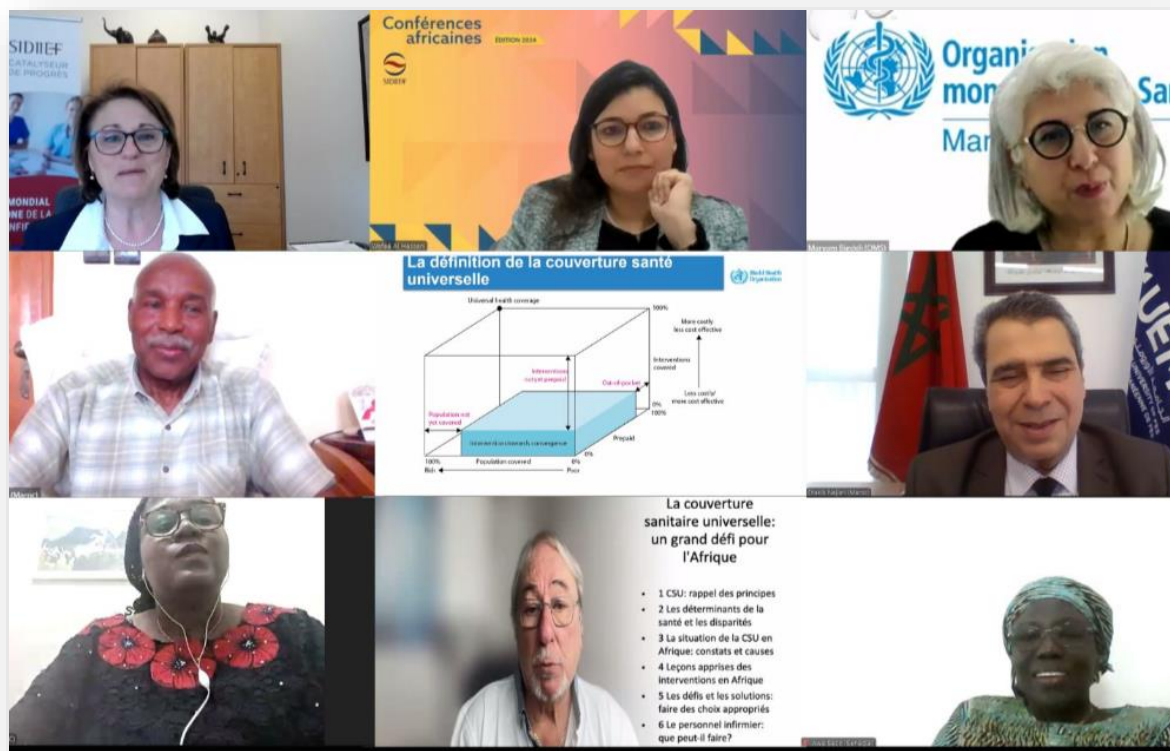 SIDIIEF
CATALYSEUR
DE PROGRÈS
MONDIAL
Conférences
africaines
ÉDITION 2024
SIDIIEF
Organi
mon
Sa
Mar
La définition de la couverture santé
universelle
World Health
Organization
Universal health coverage
100%
More costly
less cost effective
Interventions
not yet prepaid
Interventions
covered
Out-of-pocket
Less costly/
more cost effective
0%
100%
Population not
yet covered
Prepaid
0%
100%
Population covered
0%
Rich
Poor
(Maroc)
La couverture
sanitaire universelle:
un grand défi pour
l'Afrique
• 1 CSU: rappel des principes
• 2 Les déterminants de la
santé et les disparités
• 3 La situation de la CSU en
Afrique: constats et causes
• 4 Leçons apprises des
interventions en Afrique
• 5 Les défis et les solutions:
faire des choix appropriés
• 6 Le personnel infirmier:
que peut-il faire?